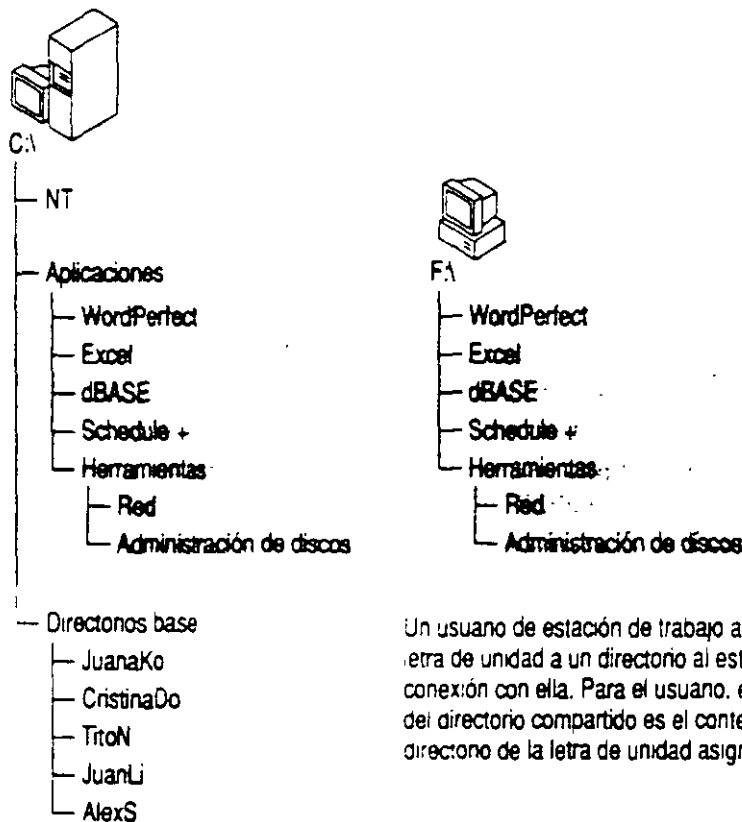 C:\
NT
Aplicaciones
WordPerfect
Excel
dBASE
Schedule +
Herramientas
Red
Administración de discos
Directorios base
JuanaKo
CristinaDo
TitoN
JuanLi
AlexS
F:\
WordPerfect
Excel
dBASE
Schedule +
Herramientas
Red
Administración de discos
Un usuario de estación de trabajo a
letra de unidad a un directorio al est
conexión con ella. Para el usuario, e
del directorio compartido es el conte
directorio de la letra de unidad asign